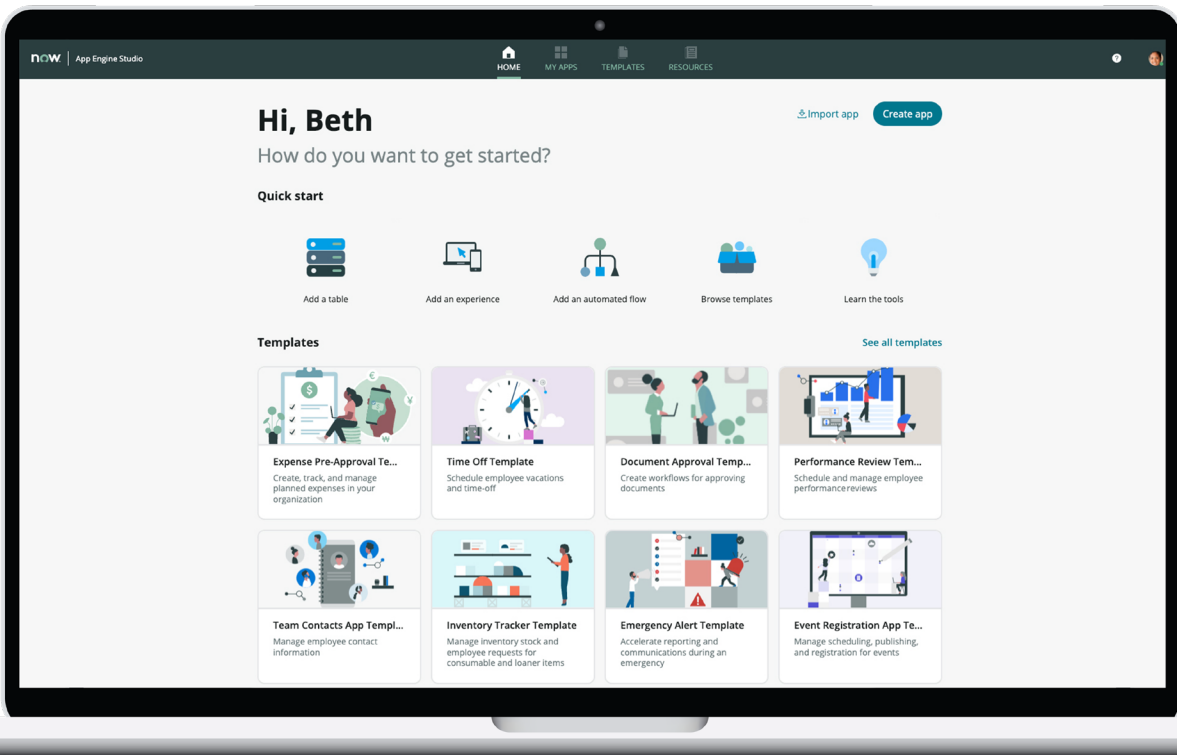 now. | App Engine Studio
HOME
MY APPS
TEMPLATES
RESOURCES
?
Hi, Beth
Import app
Create app
How do you want to get started?
Quick start
Add a table
Add an experience
Add an automated flow
Browse templates
Learn the tools
Templates
See all templates
Expense Pre-Approval Te...
Create, track, and manage
planned expenses in your
organization
Time Off Template
Schedule employee vacations
and time-off
Document Approval Temp...
Create workflows for approving
documents
Performance Review Tem...
Schedule and manage employee
performancereviews
Team Contacts App Templ...
Manage employee contact
information
Inventory Tracker Template
Manage inventory stock and
employee requests for
consumable and loaner items
Emergency Alert Template
Accelerate reporting and
communications during an
emergency
Event Registration App Te...
Manage scheduling, publishing,
and registration for events